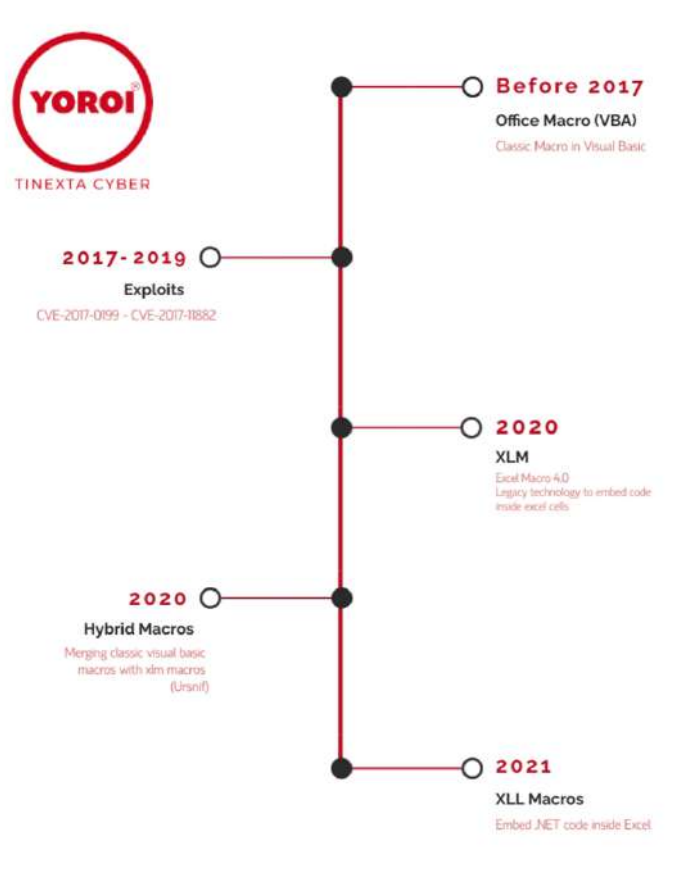 YOROI®
TINEXTA CYBER
Before 2017
Office Macro (VBA)
Classic Macro in Visual Basic
2017-2019
Exploits
CVE-2017-0199 - CVE-2017-11882
2020
XLM
Excel Macro 4.0
Legacy technology to embed code
inside excel cells
2020
Hybrid Macros
Merging classic visual basic
macros with xlm macros
(Ursnif)
2021
XLL Macros
Embed .NET code inside Excel